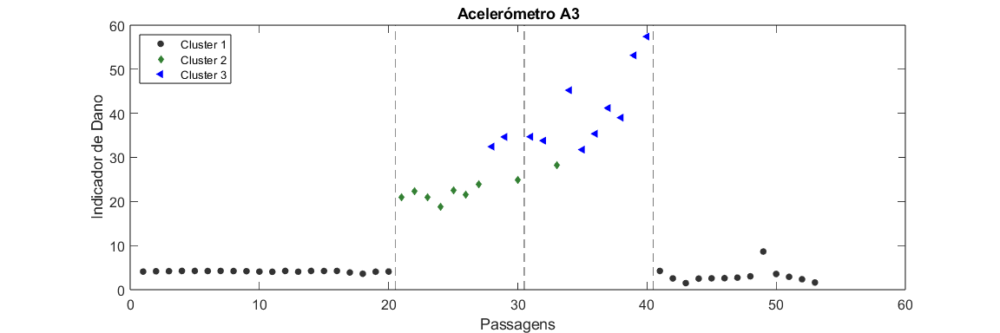 Acelerómetro A3
Cluster 1
Cluster 2
Cluster 3
Indicador de Dano
60
50
40
30
20
10
0
0 10 20 30 40 50 60
Passagens